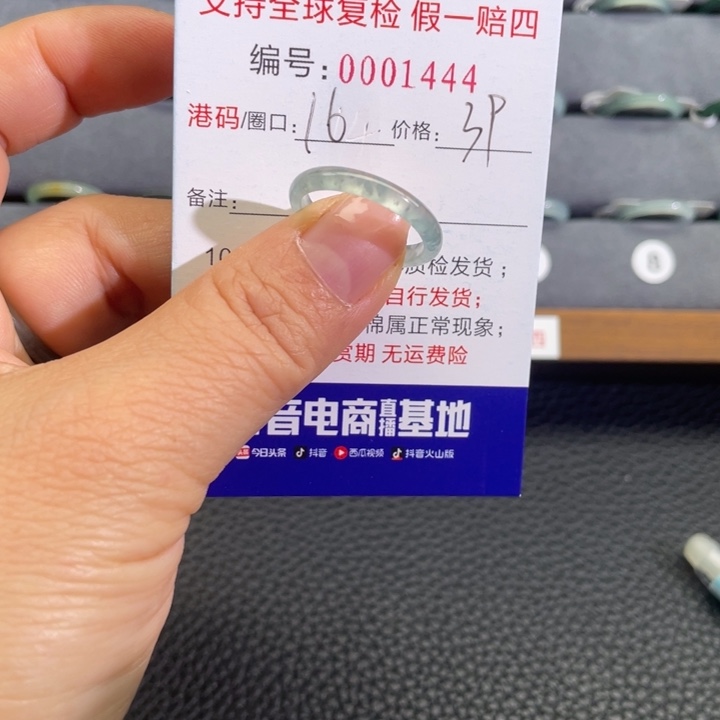 支持全球复检 假一赔四
编号:0001444
港码/圈口: 16 价格: 3P
备注:
10
质检发货;
自行发货;
棉属正常现象;
货期 无运费险
音电商直播基地
今日头条 抖音 西瓜视频 抖音火山版